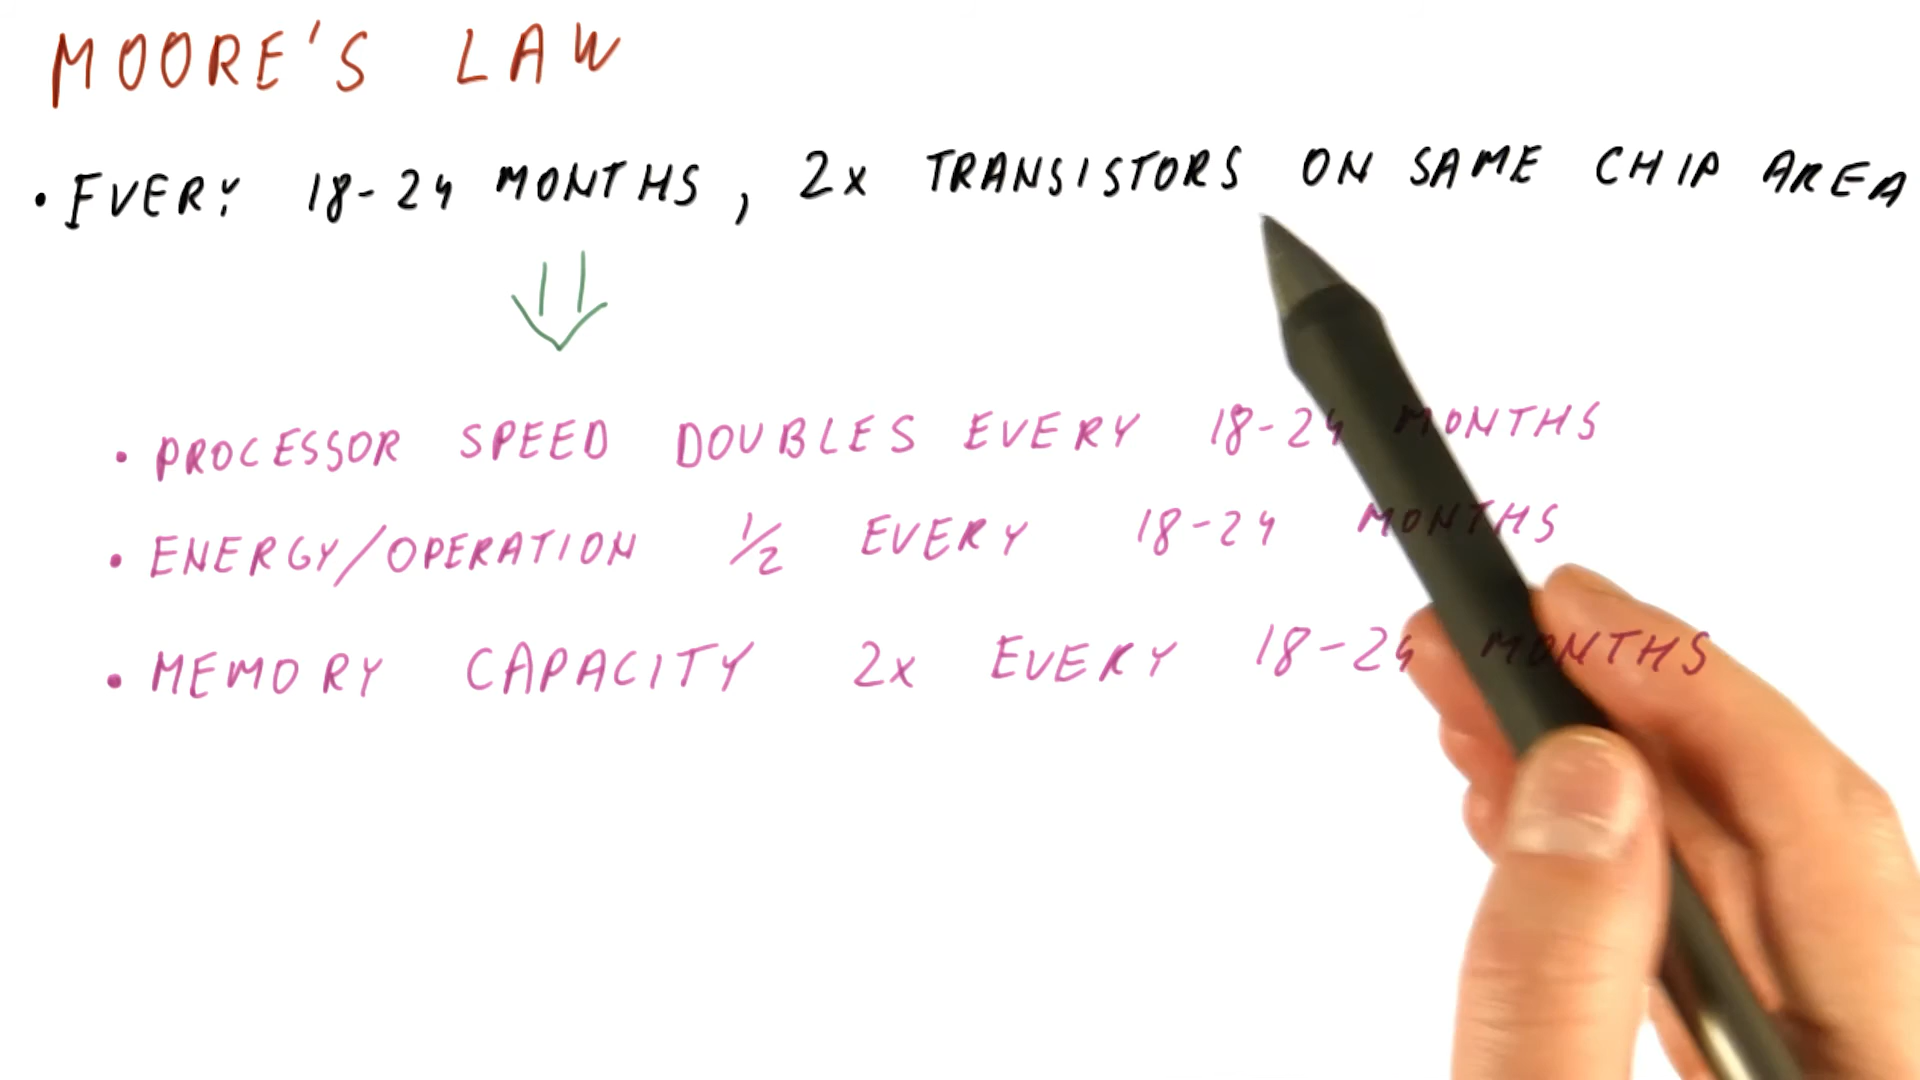 MOORE'S LAW
• EVERY 18-24 MONTHS, 2x TRANSISTORS ON SAME CHIP AREA
• PROCESSOR SPEED DOUBLES EVERY 18-24 MONTHS
• ENERGY/OPERATION 1/2 EVERY 18-24 MONTHS
• MEMORY CAPACITY 2x EVERY 18-24 MONTHS